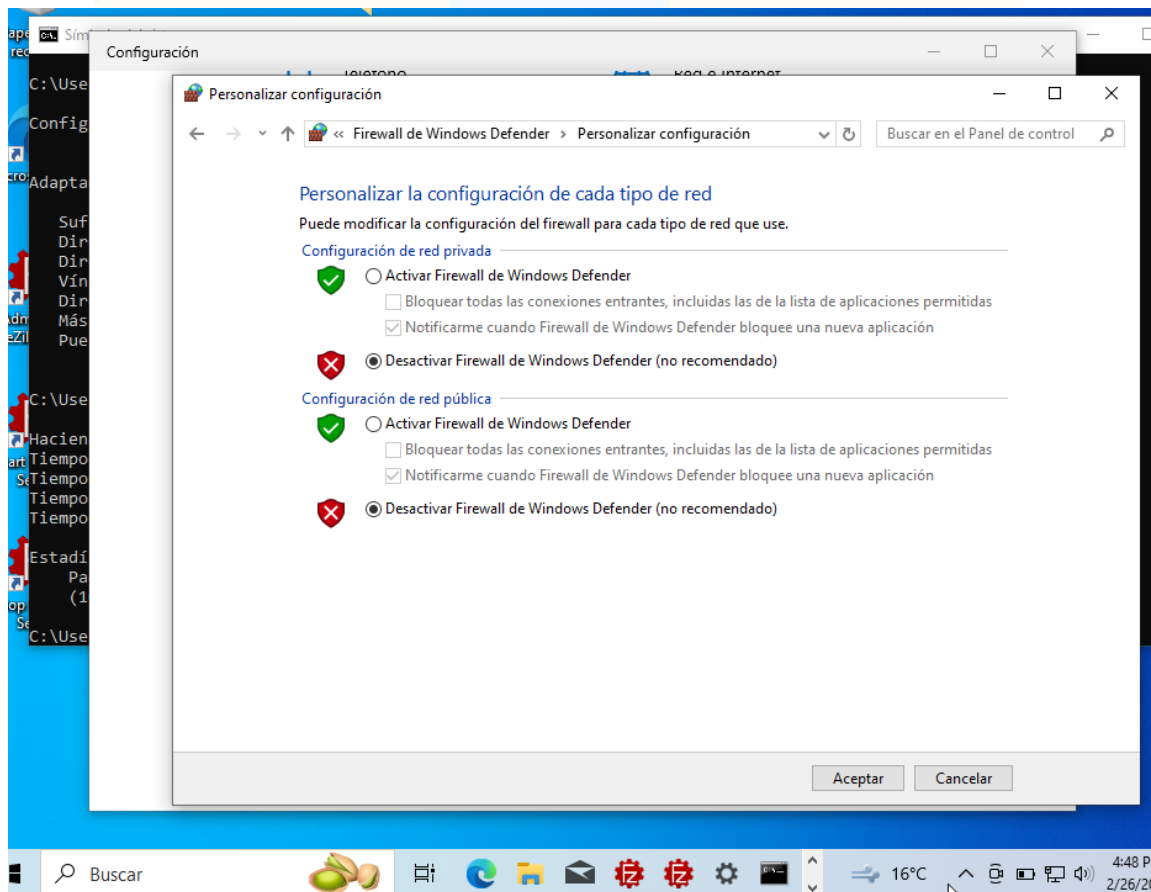 Configuración
C:\Use
Config
Personalizar configuración
« Firewall de Windows Defender › Personalizar configuración
Buscar en el Panel de control
Adapta
Suf
Dir
Dir
Vín
Dir
Más
Pue
Personalizar la configuración de cada tipo de red
Puede modificar la configuración del firewall para cada tipo de red que use.
Configuración de red privada
Activar Firewall de Windows Defender
Bloquear todas las conexiones entrantes, incluidas las de la lista de aplicaciones permitidas
Notificarme cuando Firewall de Windows Defender bloquee una nueva aplicación
Desactivar Firewall de Windows Defender (no recomendado)
Configuración de red pública
Activar Firewall de Windows Defender
Bloquear todas las conexiones entrantes, incluidas las de la lista de aplicaciones permitidas
Notificarme cuando Firewall de Windows Defender bloquee una nueva aplicación
Desactivar Firewall de Windows Defender (no recomendado)
C:\Use
Hacien
Tiempo
Tiempo
Tiempo
Tiempo
Estadí
Pa
(1
C:\Use
Aceptar
Cancelar
Buscar
16°C
4:48 P
2/26/20